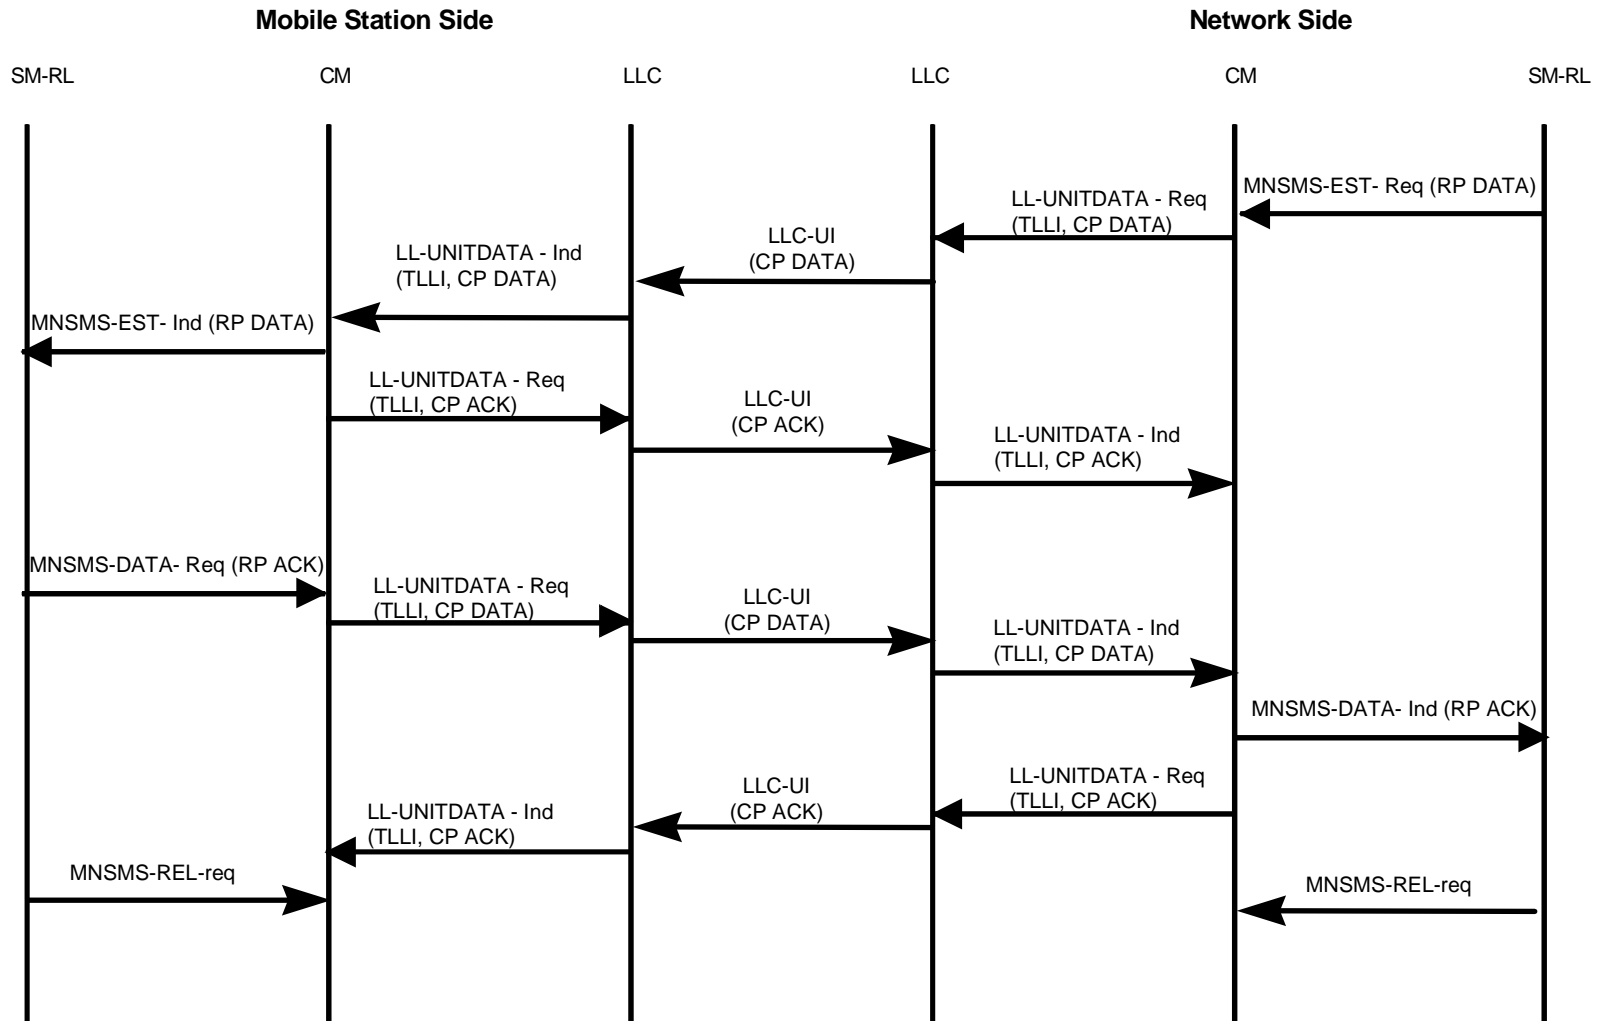 Mobile Station Side
Network Side
SM-RL
CM
LLC
LLC
CM
SM-RL
MNSMS-EST- Req (RP DATA)
LL-UNITDATA - Req
(TLLI, CP DATA)
LLC-UI
(CP DATA)
LL-UNITDATA - Ind
(TLLI, CP DATA)
MNSMS-EST- Ind (RP DATA)
LL-UNITDATA - Req
(TLLI, CP ACK)
LLC-UI
(CP ACK)
LL-UNITDATA - Ind
(TLLI, CP ACK)
MNSMS-DATA- Req (RP ACK)
LL-UNITDATA - Req
(TLLI, CP DATA)
LLC-UI
(CP DATA)
LL-UNITDATA - Ind
(TLLI, CP DATA)
MNSMS-DATA- Ind (RP ACK)
LL-UNITDATA - Req
(TLLI, CP ACK)
LLC-UI
(CP ACK)
LL-UNITDATA - Ind
(TLLI, CP ACK)
MNSMS-REL-req
MNSMS-REL-req